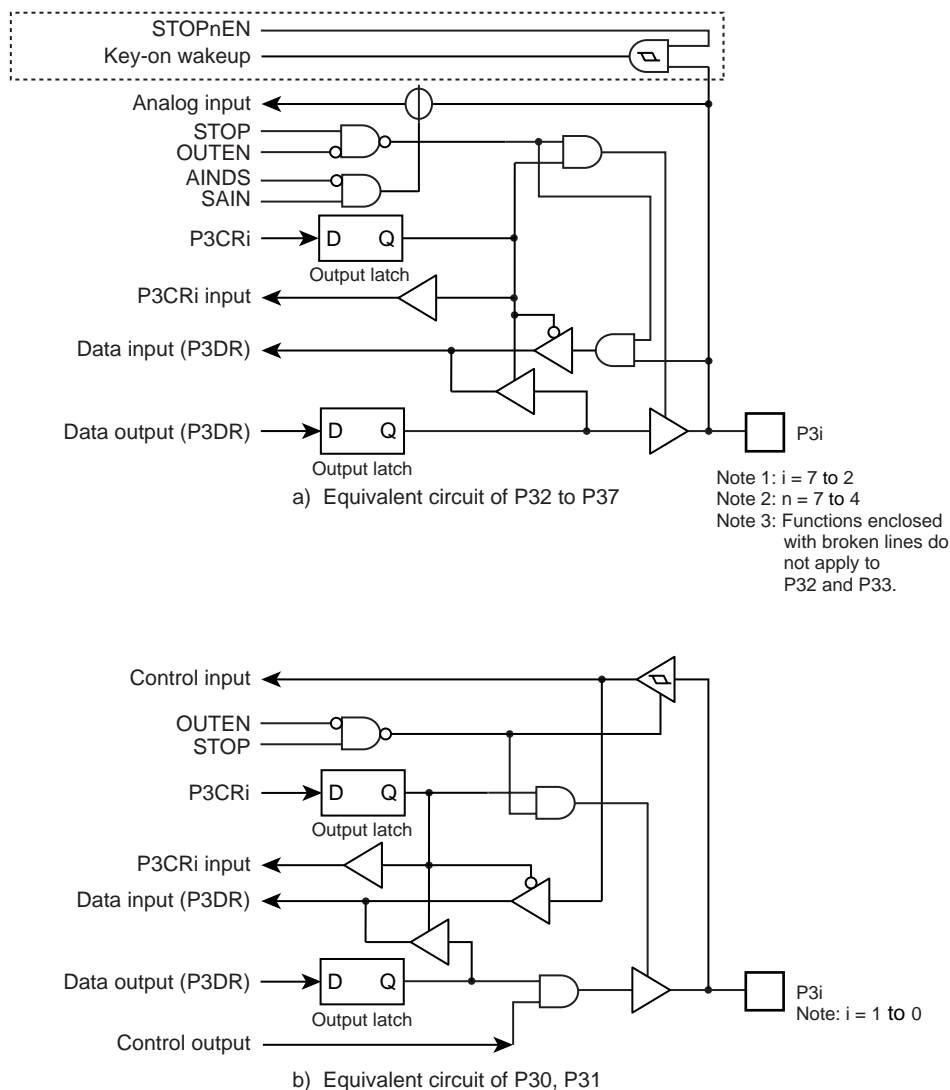 STOPnEN
Key-on wakeup
Analog input
STOP
OUTEN
AINDS
SAIN
P3CRi
D Q
Output latch
P3CRi input
Data input (P3DR)
Data output (P3DR)
D Q
Output latch
P3i
a) Equivalent circuit of P32 to P37
Note 1: i = 7 to 2
Note 2: n = 7 to 4
Note 3: Functions enclosed
with broken lines do
not apply to
P32 and P33.
Control input
OUTEN
STOP
P3CRi
D Q
Output latch
P3CRi input
Data input (P3DR)
Data output (P3DR)
D Q
Output latch
Control output
P3i
Note: i = 1 to 0
b) Equivalent circuit of P30, P31